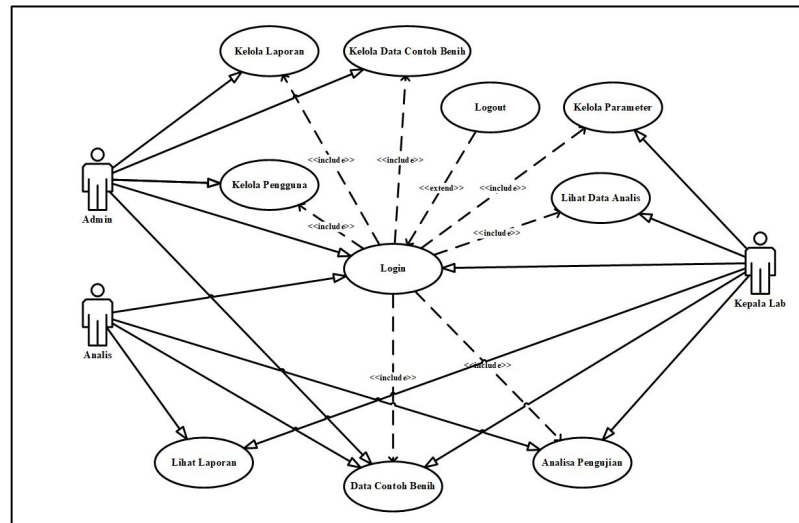 Kelola Laporan
Kelola Data Contoh Benih
Logout
Kelola Parameter
<<include>>
<<include>>
<<extend>>
<<include>>
Kelola Pengguna
Lihat Data Analis
Admin
<<include>>
<<include>>
Login
Kepala Lab
Analis
<<include>>
<<include>>
Lihat Laporan
Data Contoh Benih
Analisa Pengujian